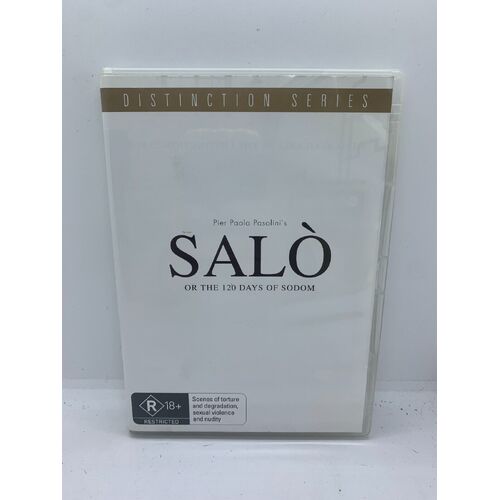 DISTINCTION SERIES
Pier Paolo Pasolini's
SALÒ
OR THE 120 DAYS OF SODOM
R 18+
RESTRICTED
Scenes of torture
and degradation,
sexual violence
and nudity